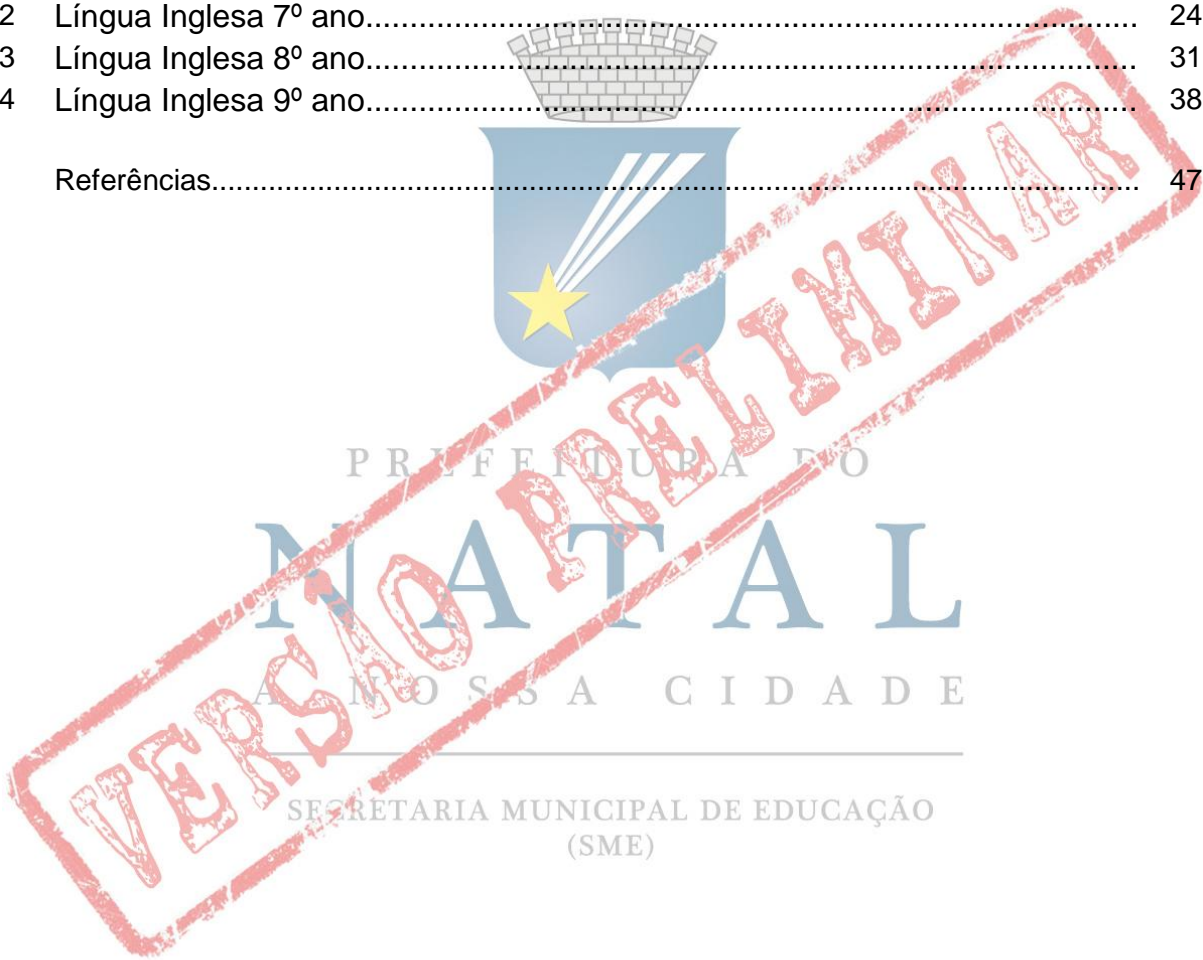 2 Língua Inglesa 7º ano.................................................................................................. 24
3 Língua Inglesa 8º ano.................................................................................................. 31
4 Língua Inglesa 9º ano.................................................................................................. 38
Referências.................................................................................................................... 47
PREFEITURA DO
NATAL
A NOSSA CIDADE
SECRETARIA MUNICIPAL DE EDUCAÇÃO
(SME)
VERSÃO PRELIMINAR